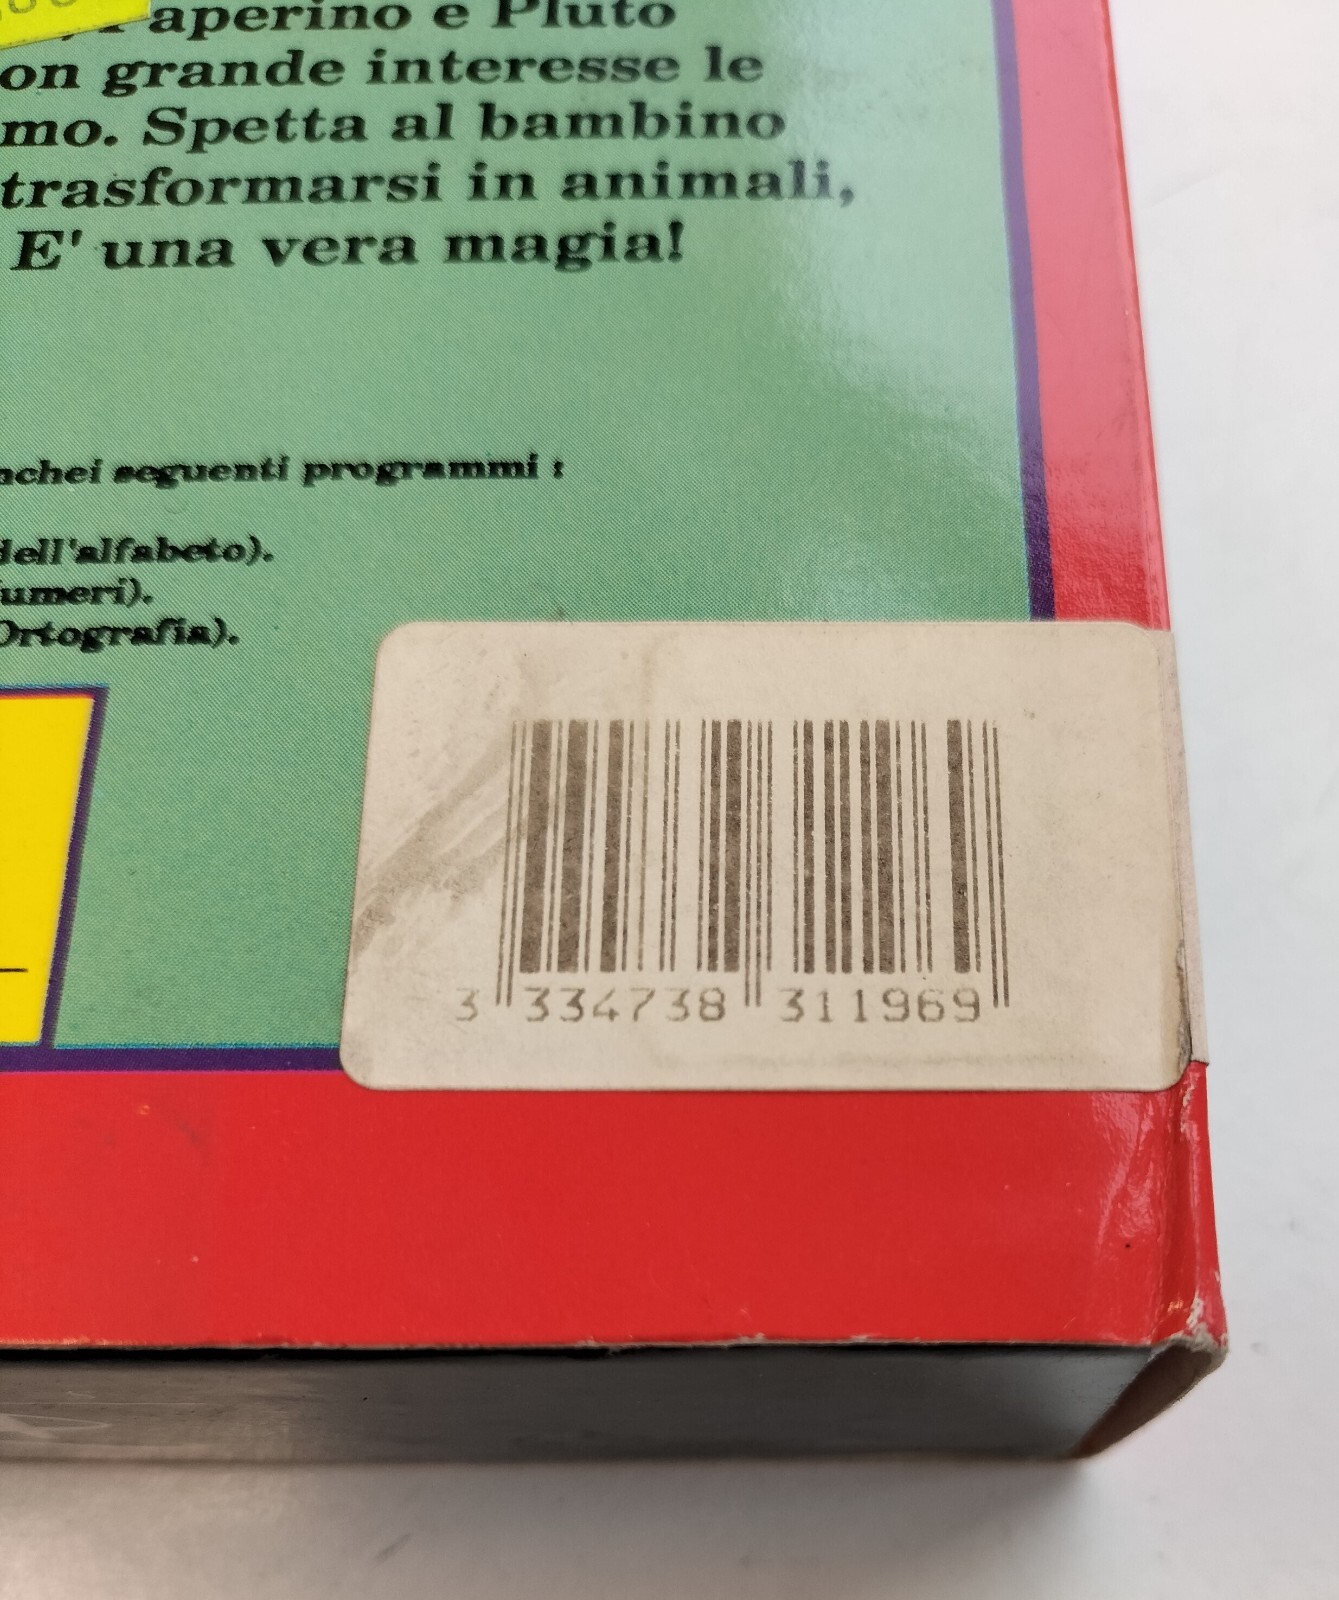 Paperino e Pluto
on grande interesse le
mo. Spetta al bambino
trasformarsi in animali,
E' una vera magia!
nchei seguenti programmi :
dell'alfabeto).
umeri).
Ortografia).
3 334738 311969